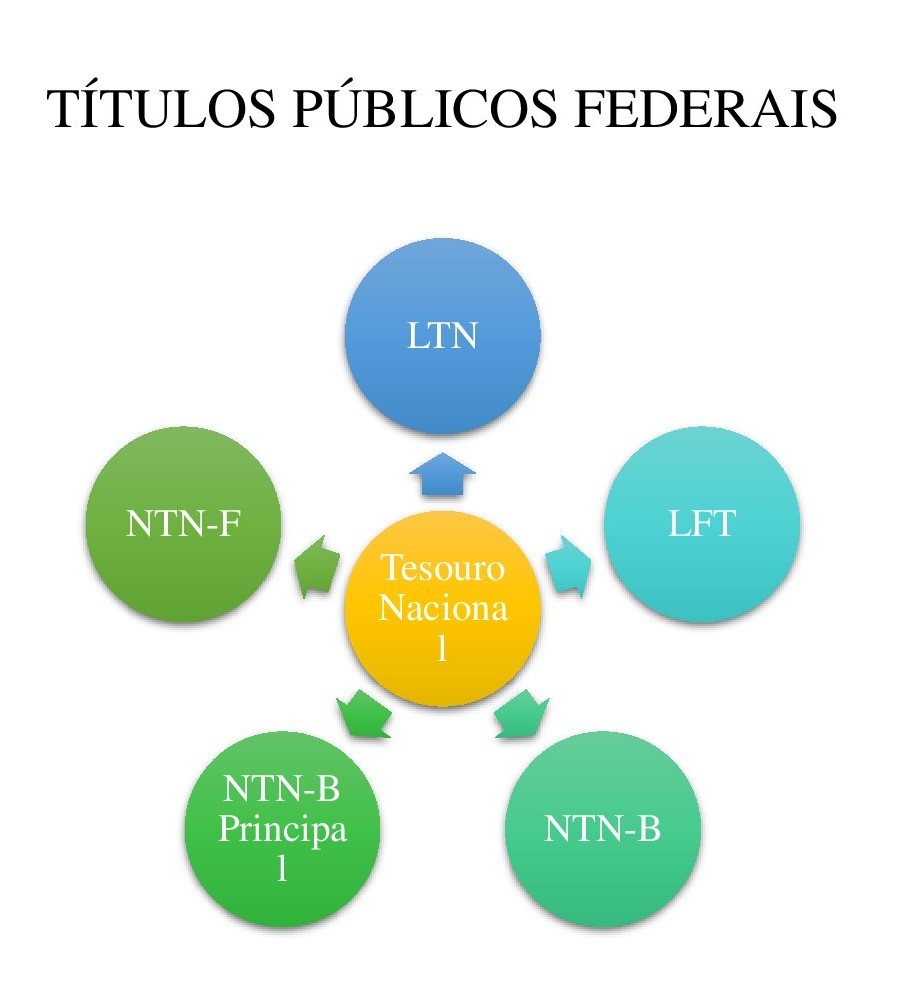 TÍTULOS PÚBLICOS FEDERAIS
LTN
NTN-F
LFT
Tesouro
Naciona
l
NTN-B
Principa
l
NTN-B